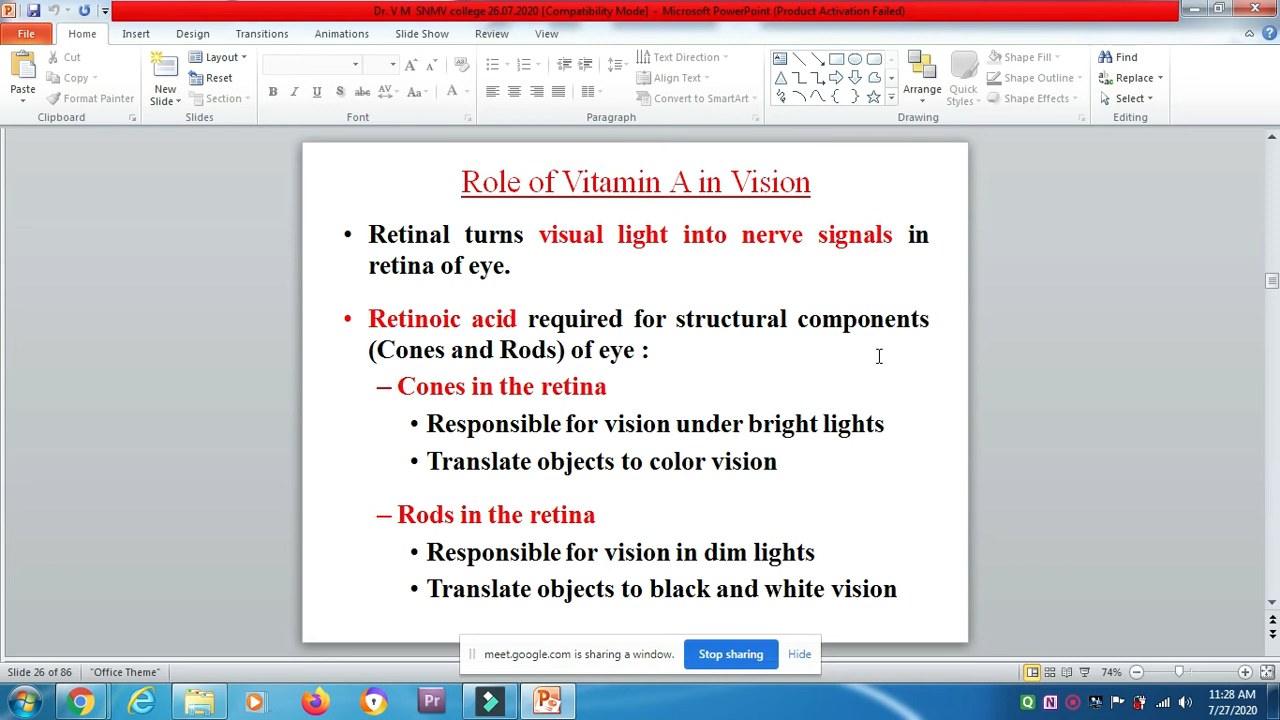 Dr. V M SNMV college 26.07.2020 [Compatibility Mode] – Microsoft PowerPoint (Product Activation Failed)
File Home Insert Design Transitions Animations Slide Show Review View
Cut
Copy
Format Painter
Paste
Clipboard
New Slide
Layout
Reset
Section
Slides
Font
Text Direction
Align Text
Convert to SmartArt
Paragraph
Arrange
Quick Styles
Shape Fill
Shape Outline
Shape Effects
Drawing
Find
Replace
Select
Editing
Role of Vitamin A in Vision
• Retinal turns visual light into nerve signals in
retina of eye.
• Retinoic acid required for structural components
(Cones and Rods) of eye :
– Cones in the retina
• Responsible for vision under bright lights
• Translate objects to color vision
– Rods in the retina
• Responsible for vision in dim lights
• Translate objects to black and white vision
meet.google.com is sharing a window. Stop sharing Hide
Slide 26 of 86 "Office Theme" 74%
11:28 AM
7/27/2020